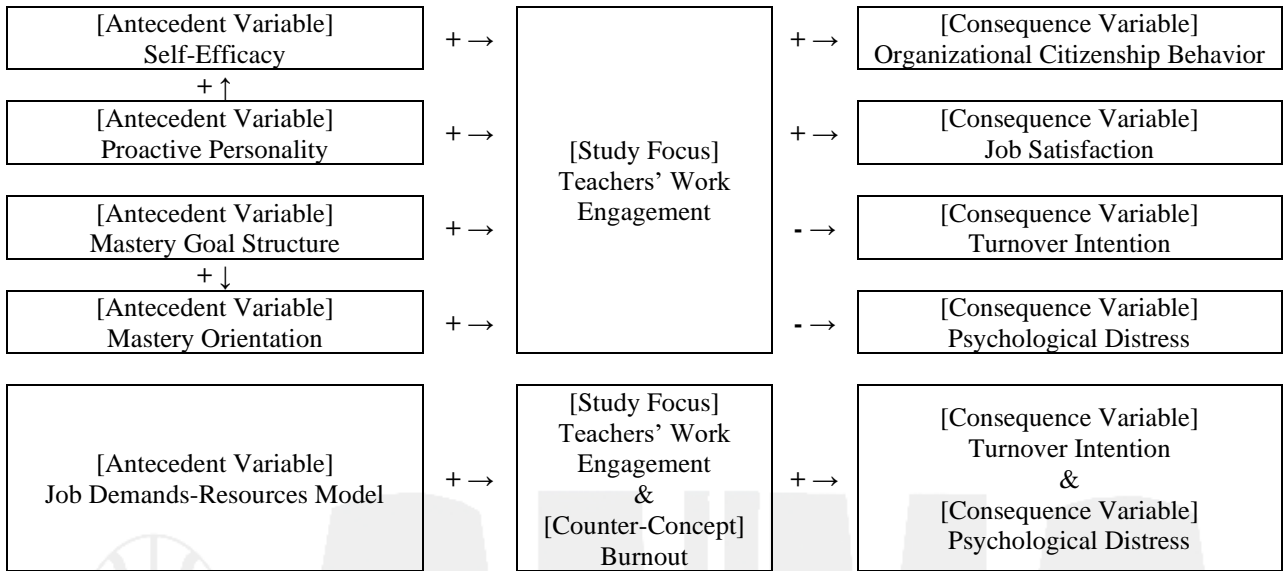 [Antecedent Variable]
Self-Efficacy
+ →
+ →
[Consequence Variable]
Organizational Citizenship Behavior
+ ↑
[Antecedent Variable]
Proactive Personality
+ →
[Study Focus]
Teachers’ Work
Engagement
+ →
[Consequence Variable]
Job Satisfaction
[Antecedent Variable]
Mastery Goal Structure
+ →
- →
[Consequence Variable]
Turnover Intention
+ ↓
[Antecedent Variable]
Mastery Orientation
+ →
- →
[Consequence Variable]
Psychological Distress
[Antecedent Variable]
Job Demands-Resources Model
+ →
[Study Focus]
Teachers’ Work
Engagement
&
[Counter-Concept]
Burnout
+ →
[Consequence Variable]
Turnover Intention
&
[Consequence Variable]
Psychological Distress